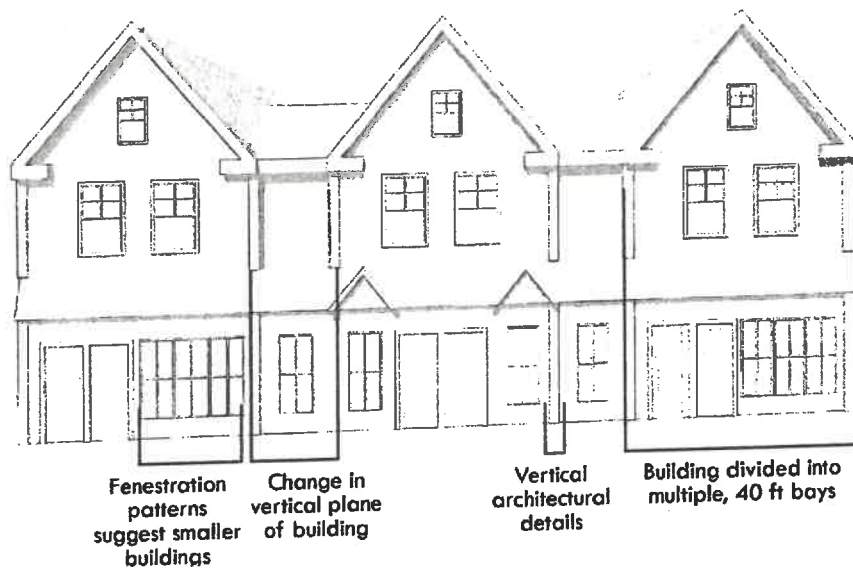 Fenestration
patterns
suggest smaller
buildings
Change in
vertical plane
of building
Vertical
architectural
details
Building divided into
multiple, 40 ft bays